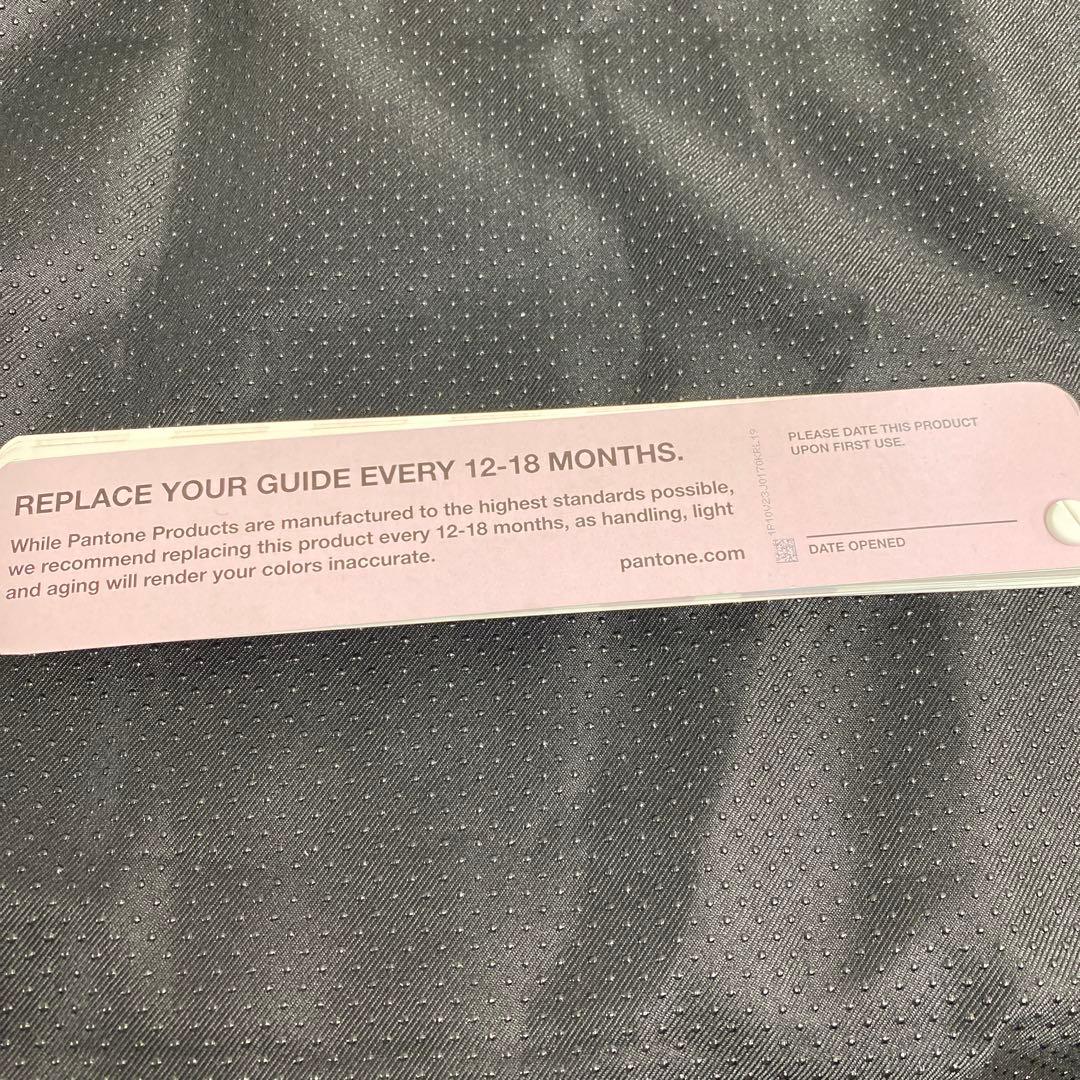 REPLACE YOUR GUIDE EVERY 12-18 MONTHS.
While Pantone Products are manufactured to the highest standards possible,
we recommend replacing this product every 12-18 months, as handling, light
and aging will render your colors inaccurate.
pantone.com
PLEASE DATE THIS PRODUCT
UPON FIRST USE.
DATE OPENED